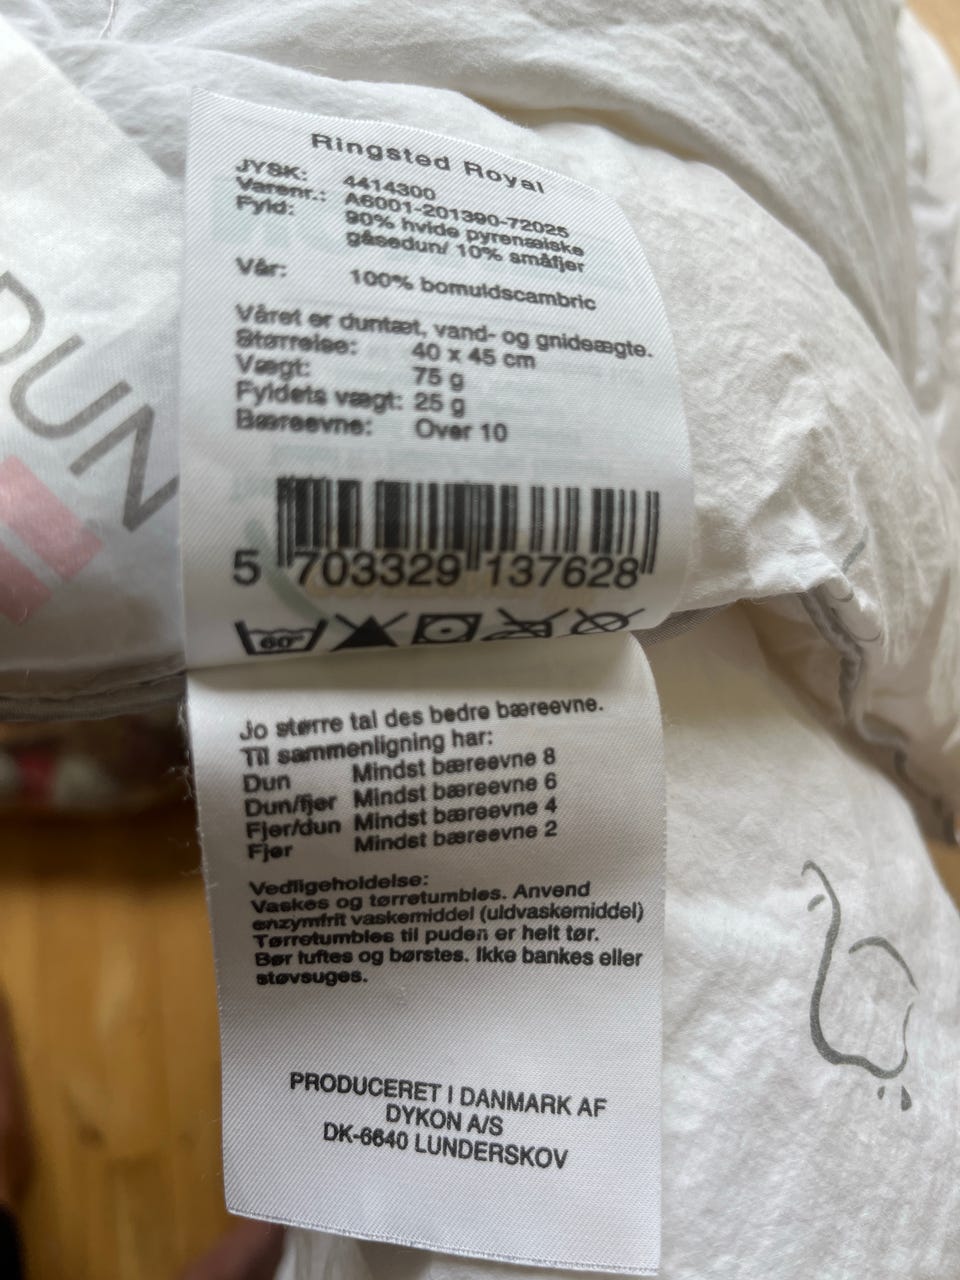 Ringsted Royal
JYSK: 4414300
Varenr.: A6001-201390-72025
Fyld: 90% hvide pyrenæiske
gåsedun/ 10% småfjer
Vår: 100% bomuldscambric
Våret er duntæt, vand- og gnideægte.
Størrelse: 40 x 45 cm
Vægt: 75 g
Fyldets vægt: 25 g
Bæreevne: Over 10
5 703329 137628
60°
Jo større tal des bedre bæreevne.
Til sammenligning har:
Dun Mindst bæreevne 8
Dun/fjer Mindst bæreevne 6
Fjer/dun Mindst bæreevne 4
Fjer Mindst bæreevne 2
Vedligeholdelse:
Vaskes og tørretumbles. Anvend
enzymfrit vaskemiddel (uldvaskemiddel)
Tørretumbles til puden er helt tør.
Bør luftes og børstes. Ikke bankes eller
støvsuges.
PRODUCERET I DANMARK AF
DYKON A/S
DK-6640 LUNDERSKOV
DUN